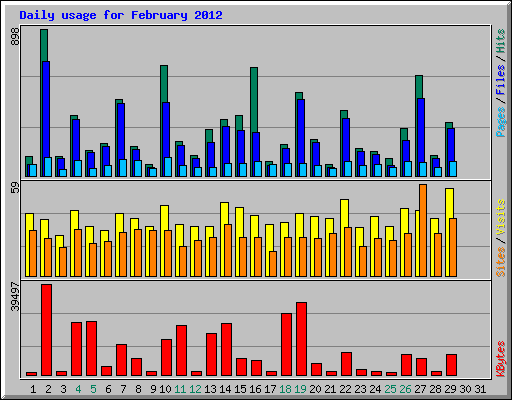 Daily usage for February 2012
898
Pages / Files / Hits
59
Sites / Visits
39497
KBytes
1 2 3 4 5 6 7 8 9 10 11 12 13 14 15 16 17 18 19 20 21 22 23 24 25 26 27 28 29 30 31